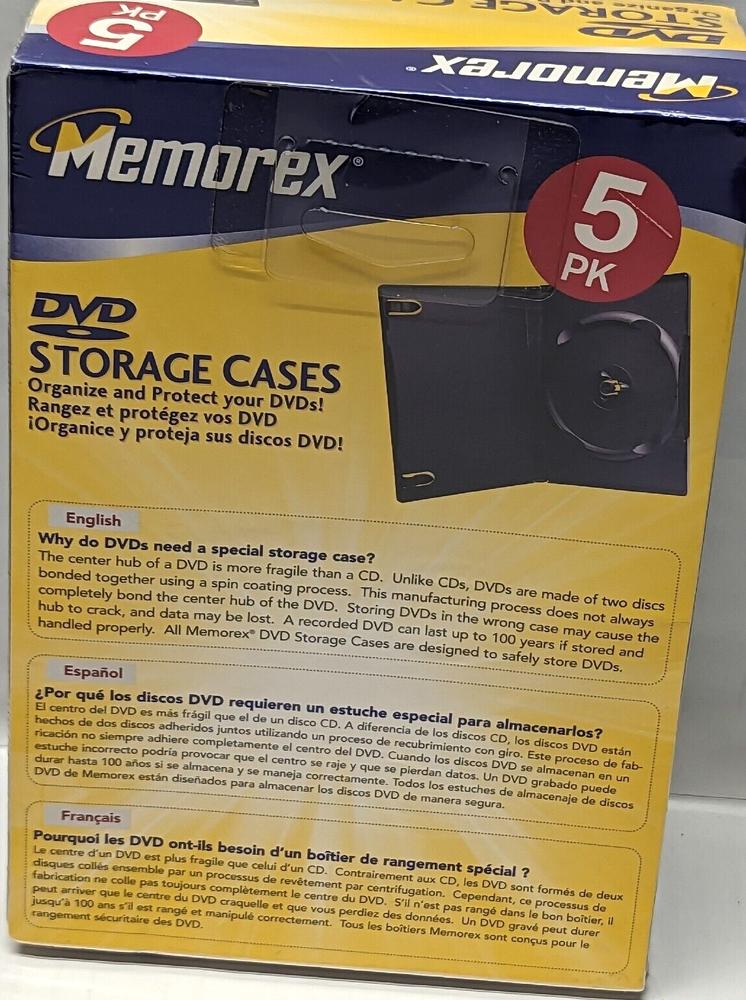 5
PK
DVD
STORAGE CA
Organize and
Memorex®
Memorex®
5
PK
DVD
STORAGE CASES
Organize and Protect your DVDs!
Rangez et protégez vos DVD
¡Organice y proteja sus discos DVD!
English
Why do DVDs need a special storage case?
The center hub of a DVD is more fragile than a CD. Unlike CDs, DVDs are made of two discs
bonded together using a spin coating process. This manufacturing process does not always
completely bond the center hub of the DVD. Storing DVDs in the wrong case may cause the
hub to crack, and data may be lost. A recorded DVD can last up to 100 years if stored and
handled properly. All Memorex® DVD Storage Cases are designed to safely store DVDs.
Español
¿Por qué los discos DVD requieren un estuche especial para almacenarlos?
El centro del DVD es más frágil que el de un disco CD. A diferencia de los discos CD, los discos DVD están
hechos de dos discos adheridos juntos utilizando un proceso de recubrimiento con giro. Este proceso de fab-
ricación no siempre adhiere completamente el centro del DVD. Cuando los discos DVD se almacenan en un
estuche incorrecto podría provocar que el centro se raje y que se pierdan datos. Un DVD grabado puede
durar hasta 100 años si se almacena y se maneja correctamente. Todos los estuches de almacenaje de discos
DVD de Memorex están diseñados para almacenar los discos DVD de manera segura.
Français
Pourquoi les DVD ont-ils besoin d'un boîtier de rangement spécial ?
Le centre d'un DVD est plus fragile que celui d'un CD. Contrairement aux CD, les DVD sont formés de deux
disques collés ensemble par un processus de revêtement par centrifugation. Cependant, ce processus de
fabrication ne colle pas toujours complètement le centre du DVD. S'il n'est pas rangé dans le bon boîtier, il
peut arriver que le centre du DVD craquelle et que vous perdiez des données. Un DVD gravé peut durer
jusqu'à 100 ans s'il est rangé et manipulé correctement. Tous les boîtiers Memorex sont conçus pour le
rangement sécuritaire des DVD.